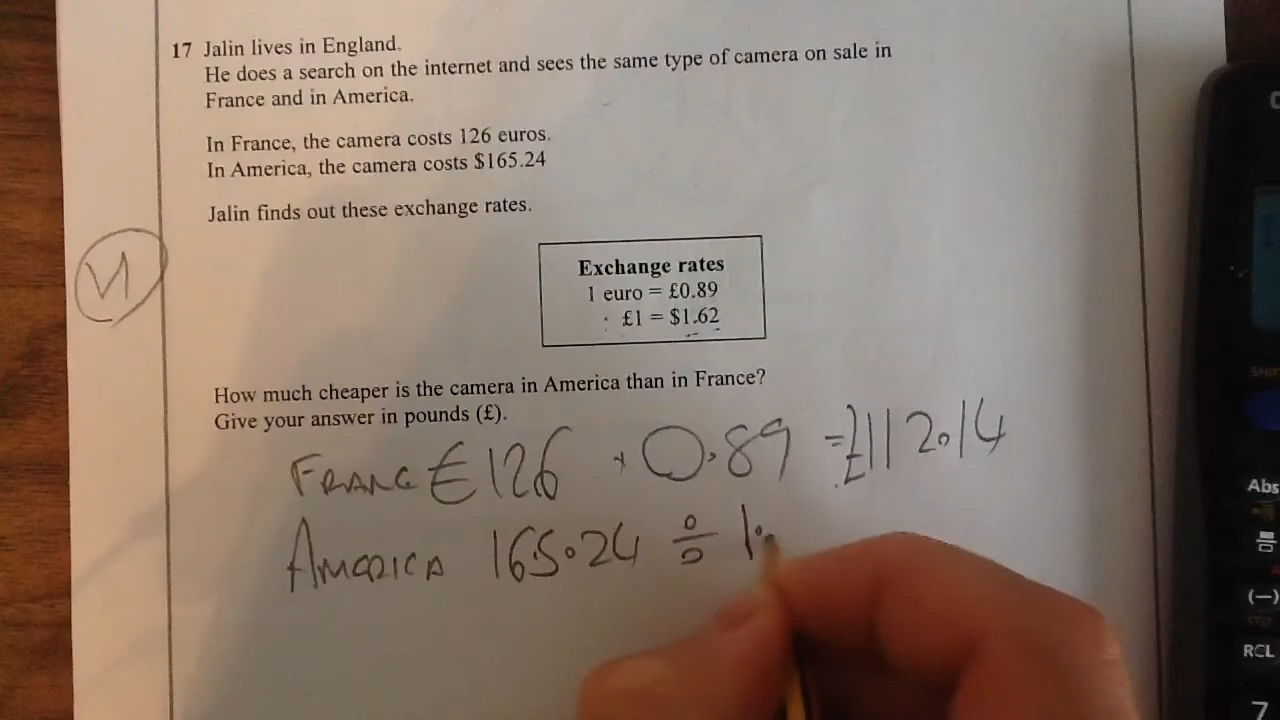 17 Jalin lives in England.
He does a search on the internet and sees the same type of camera on sale in
France and in America.
In France, the camera costs 126 euros.
In America, the camera costs $165.24
Jalin finds out these exchange rates.
Exchange rates
1 euro = £0.89
£1 = $1.62
How much cheaper is the camera in America than in France?
Give your answer in pounds (£).
FRANCE €126 × 0.89 = £112.14
AMERICA 165.24 ÷ 1.
Abs
(—)
RCL
7